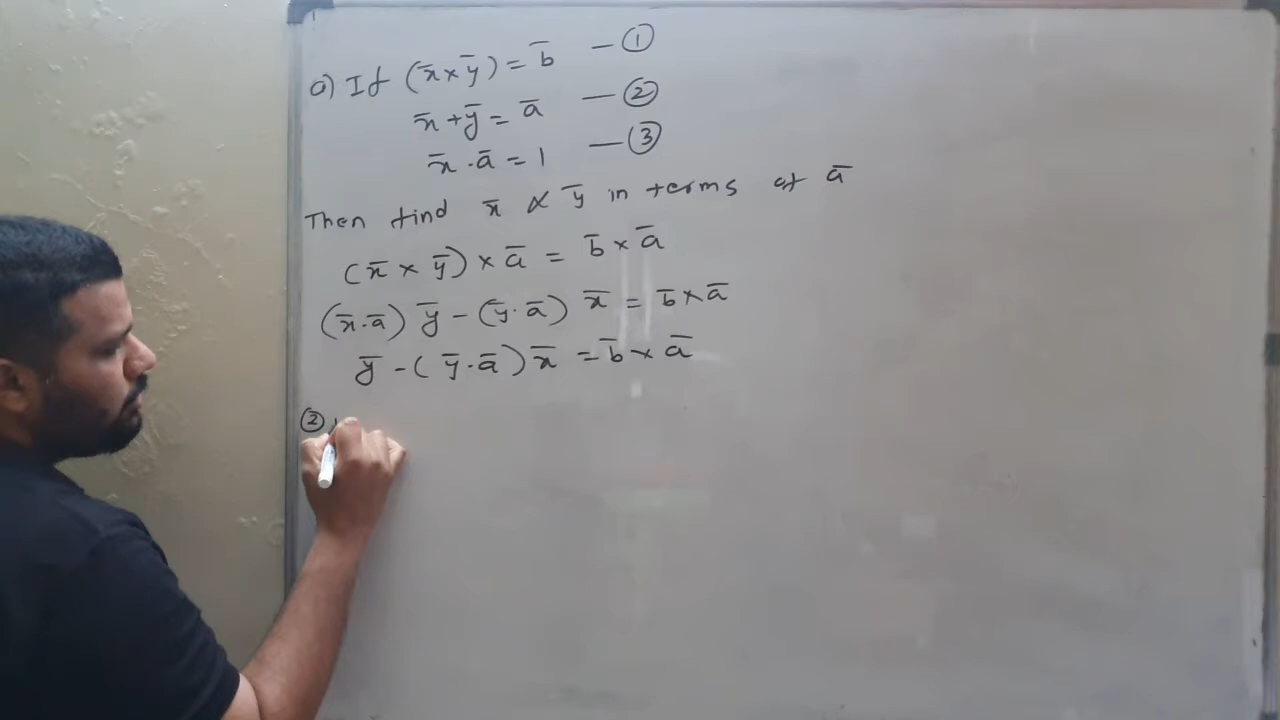 a) If (x̄ × ȳ) = b̄ — ①
x̄ + ȳ = ā — ②
x̄ . ā = 1 — ③
Then find x̄ & ȳ in terms of ā
(x̄ × ȳ) × ā = b̄ × ā
(x̄ . ā) ȳ - (ȳ . ā) x̄ = b̄ × ā
ȳ - (ȳ . ā) x̄ = b̄ × ā
②